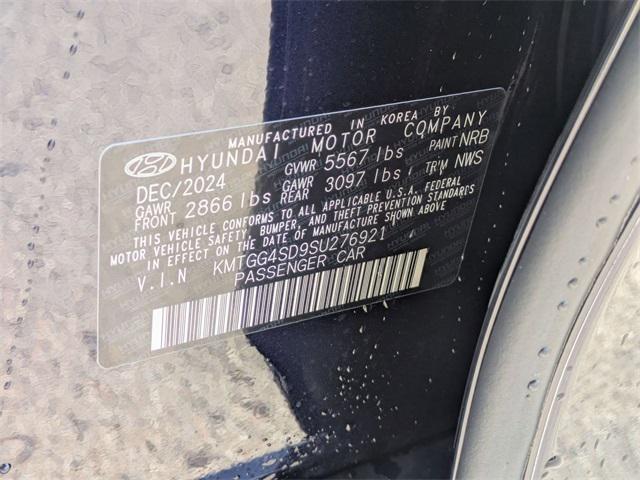 MANUFACTURED IN KOREA BY
HYUNDAI MOTOR COMPANY
DEC/2024 GVWR 5567 lbs PAINT NRB
GAWR FRONT 2866 lbs GAWR REAR 3097 lbs TRIM NWS
THIS VEHICLE CONFORMS TO ALL APPLICABLE U.S.A. FEDERAL
MOTOR VEHICLE SAFETY, BUMPER, AND THEFT PREVENTION STANDARDS
IN EFFECT ON THE DATE OF MANUFACTURE SHOWN ABOVE.
V.I.N KMTGG4SD9SU276921
PASSENGER CAR